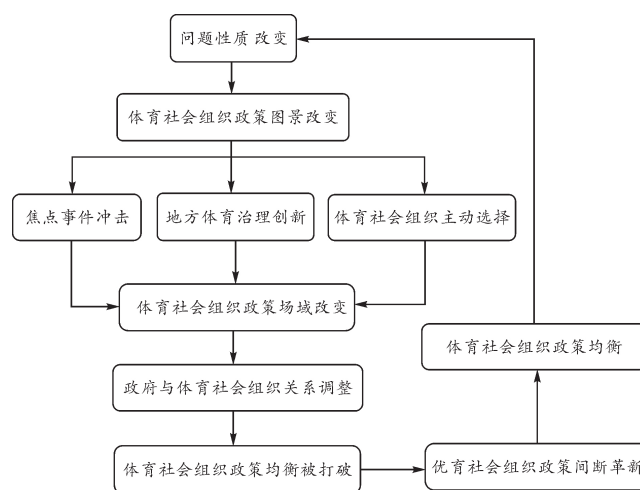 问题性质 改变
体育社会组织政策图景改变
焦点事件冲击
地方体育治理创新
体育社会组织主动选择
体育社会组织政策场域改变
体育社会组织政策均衡
政府与体育社会组织关系调整
体育社会组织政策均衡被打破
优育社会组织政策间断革新